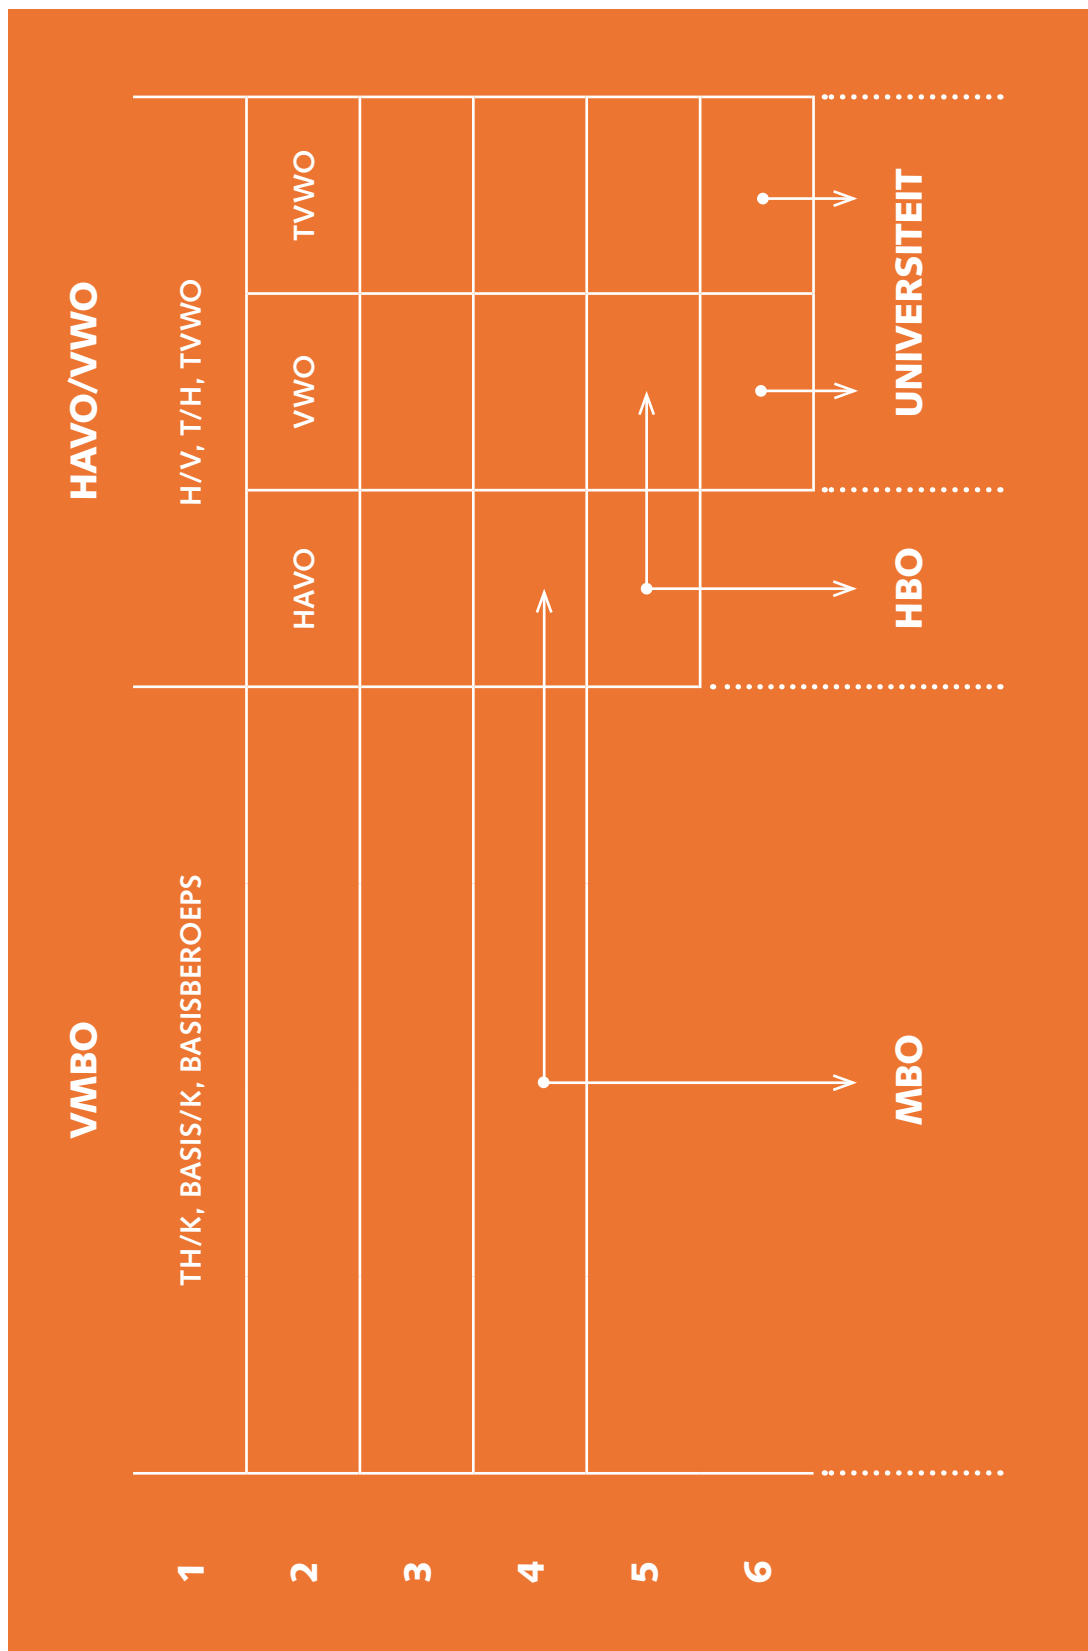 VMBO
HAVO/VWO
1
TH/K, BASIS/K, BASISBEROEPS
H/V, T/H, TVWO
2
HAVO
VWO
TVWO
3
4
5
6
MBO
HBO
UNIVERSITEIT